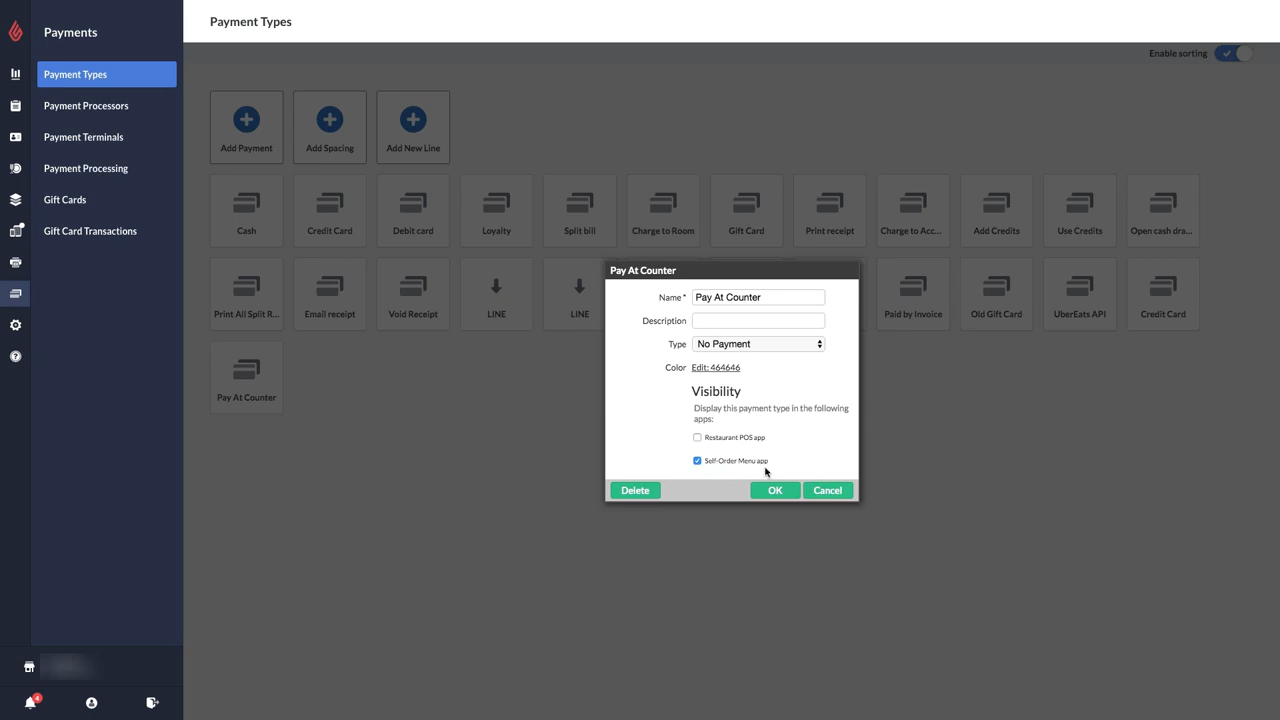 Payments
Payment Types
Payment Processors
Payment Terminals
Payment Processing
Gift Cards
Gift Card Transactions
4
Payment Types
Enable sorting
Add Payment
Add Spacing
Add New Line
Cash
Credit Card
Debit card
Loyalty
Split bill
Charge to Room
Gift Card
Print receipt
Charge to Acc...
Add Credits
Use Credits
Open cash dra...
Print All Split R...
Email receipt
Void Receipt
LINE
LINE
Paid by Invoice
Old Gift Card
UberEats API
Credit Card
Pay At Counter
Pay At Counter
Name* Pay At Counter
Description
Type No Payment
Color Edit: 464646
Visibility
Display this payment type in the following
apps:
Restaurant POS app
Self-Order Menu app
Delete OK Cancel